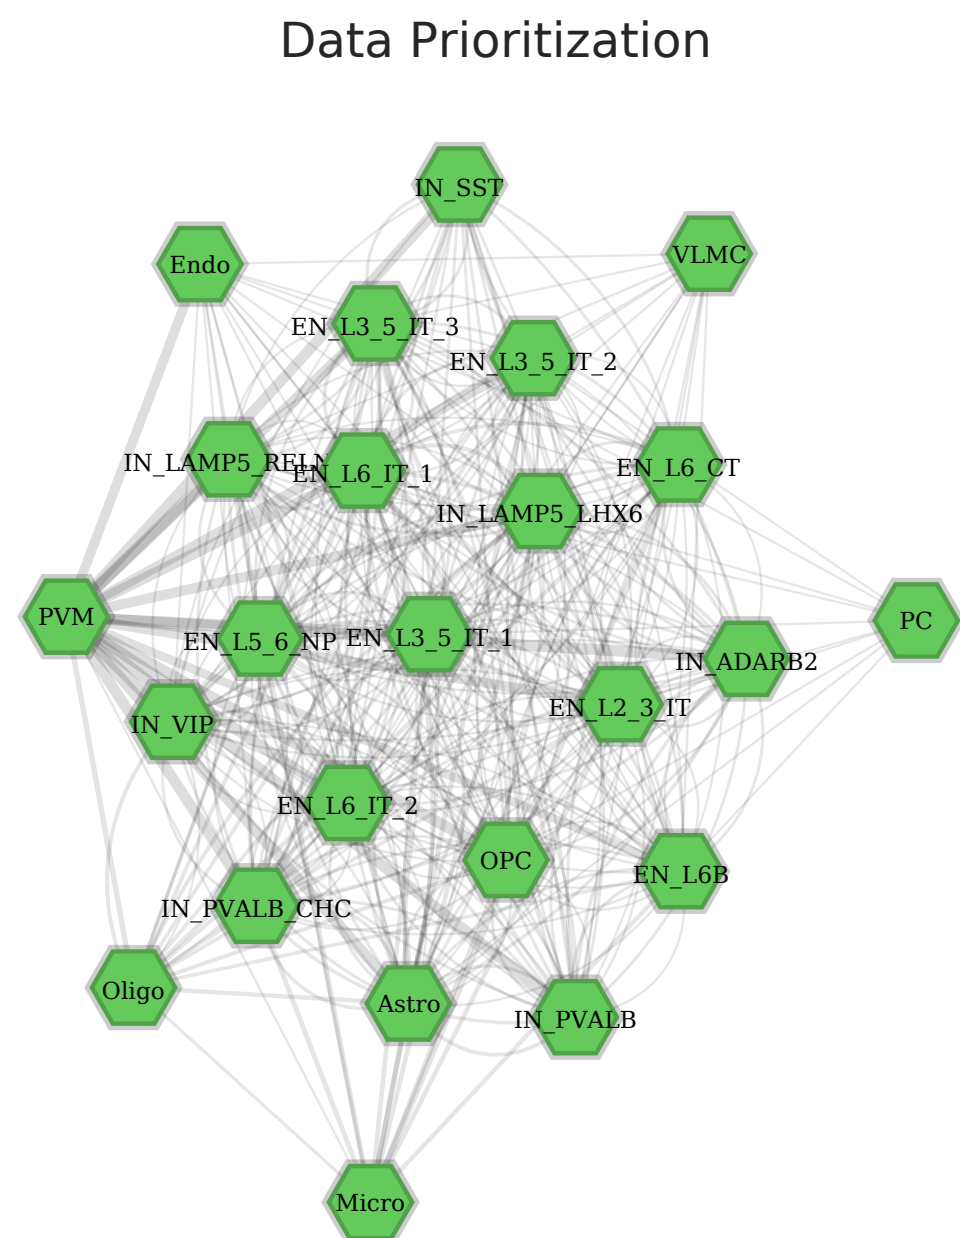 Data Prioritization
IN_SST
VLMC
Endo
EN_L3_5_IT_3
EN_L3_5_IT_2
IN_LAMP5_RELN
EN_L6_IT_1
EN_L6_CT
IN_LAMP5_LHX6
PVM
PC
EN_L5_6_NP
EN_L3_5_IT_1
IN_ADARB2
EN_L2_3_IT
IN_VIP
EN_L6_IT_2
OPC
EN_L6B
IN_PVALB_CHC
Oligo
Astro
IN_PVALB
Micro